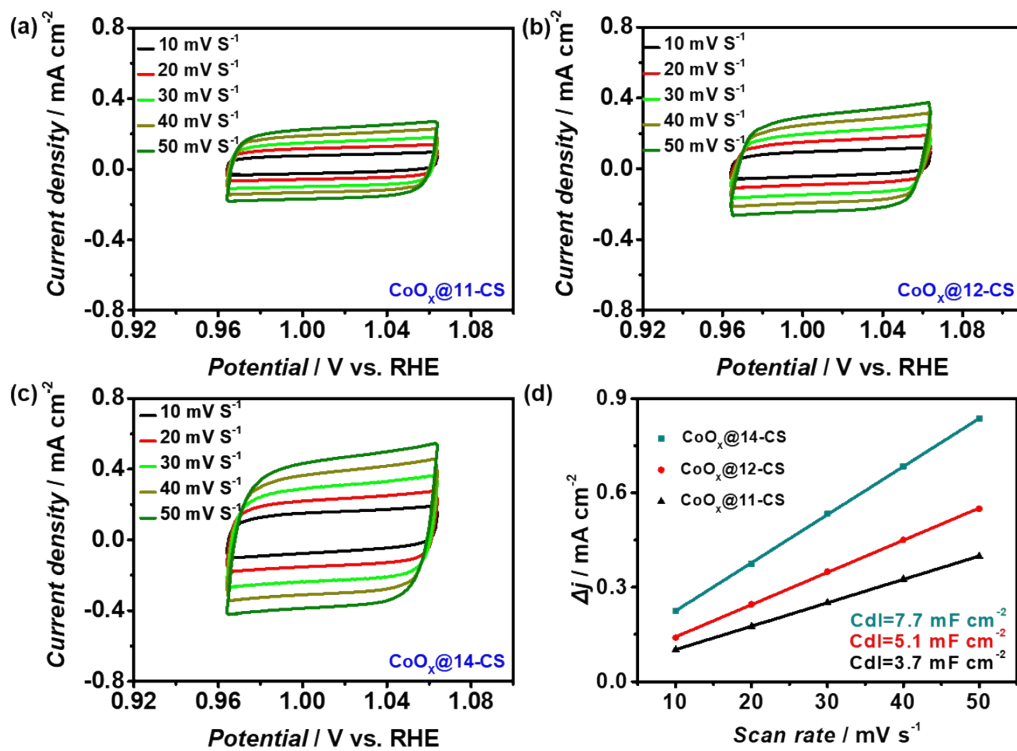 (a)
0.8
0.4
0.0
-0.4
-0.8
Current density / mA cm⁻²
10 mV S⁻¹
20 mV S⁻¹
30 mV S⁻¹
40 mV S⁻¹
50 mV S⁻¹
CoOₓ@11-CS
0.92 0.96 1.00 1.04 1.08
Potential / V vs. RHE
(b)
0.8
0.4
0.0
-0.4
-0.8
Current density / mA cm⁻²
10 mV S⁻¹
20 mV S⁻¹
30 mV S⁻¹
40 mV S⁻¹
50 mV S⁻¹
CoOₓ@12-CS
0.92 0.96 1.00 1.04 1.08
Potential / V vs. RHE
(c)
0.8
0.4
0.0
-0.4
-0.8
Current density / mA cm⁻²
10 mV S⁻¹
20 mV S⁻¹
30 mV S⁻¹
40 mV S⁻¹
50 mV S⁻¹
CoOₓ@14-CS
0.92 0.96 1.00 1.04 1.08
Potential / V vs. RHE
(d)
0.9
0.6
0.3
0.0
Δj / mA cm⁻²
CoOₓ@14-CS
CoOₓ@12-CS
CoOₓ@11-CS
Cdl=7.7 mF cm⁻²
Cdl=5.1 mF cm⁻²
Cdl=3.7 mF cm⁻²
10 20 30 40 50
Scan rate / mV s⁻¹